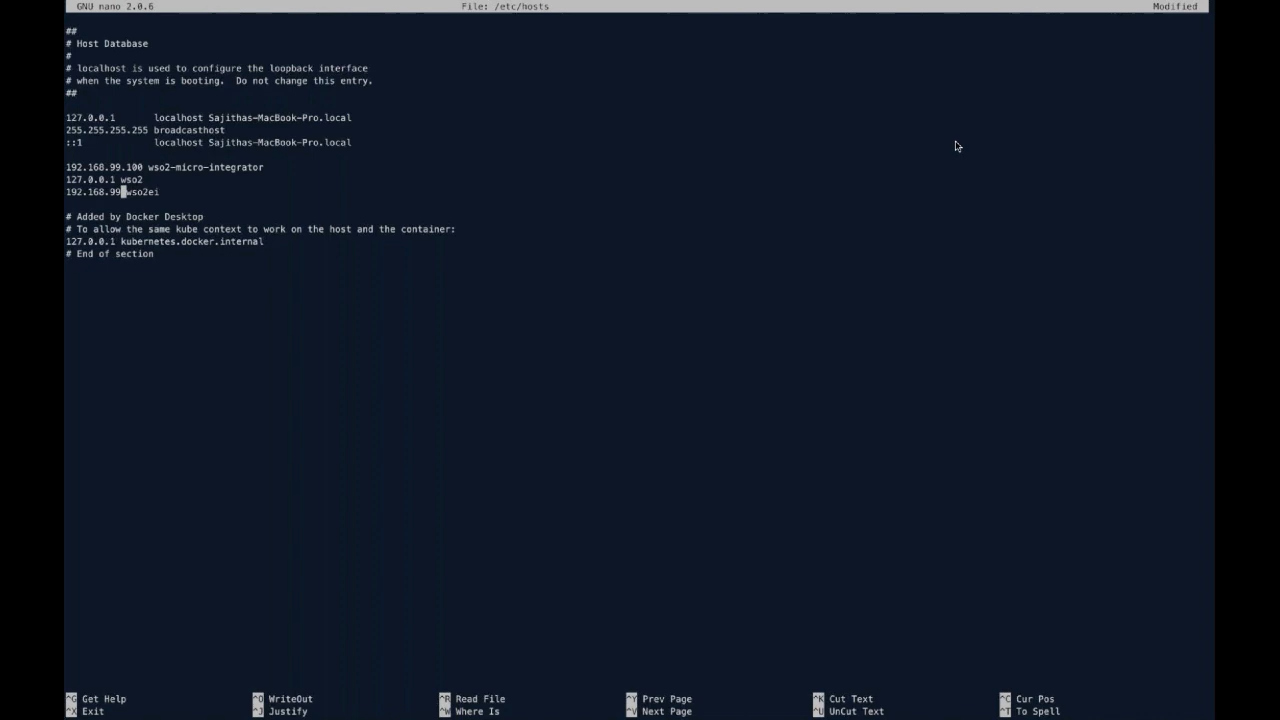 GNU nano 2.0.6 File: /etc/hosts Modified
##
# Host Database
#
# localhost is used to configure the loopback interface
# when the system is booting.  Do not change this entry.
##
127.0.0.1       localhost Sajithas-MacBook-Pro.local
255.255.255.255 broadcasthost
::1             localhost Sajithas-MacBook-Pro.local
192.168.99.100 wso2-micro-integrator
127.0.0.1 wso2
192.168.99 wso2ei
# Added by Docker Desktop
# To allow the same kube context to work on the host and the container:
127.0.0.1 kubernetes.docker.internal
# End of section
^G Get Help ^O WriteOut ^R Read File ^Y Prev Page ^K Cut Text ^C Cur Pos
^X Exit ^J Justify ^W Where Is ^V Next Page ^U UnCut Text ^T To Spell